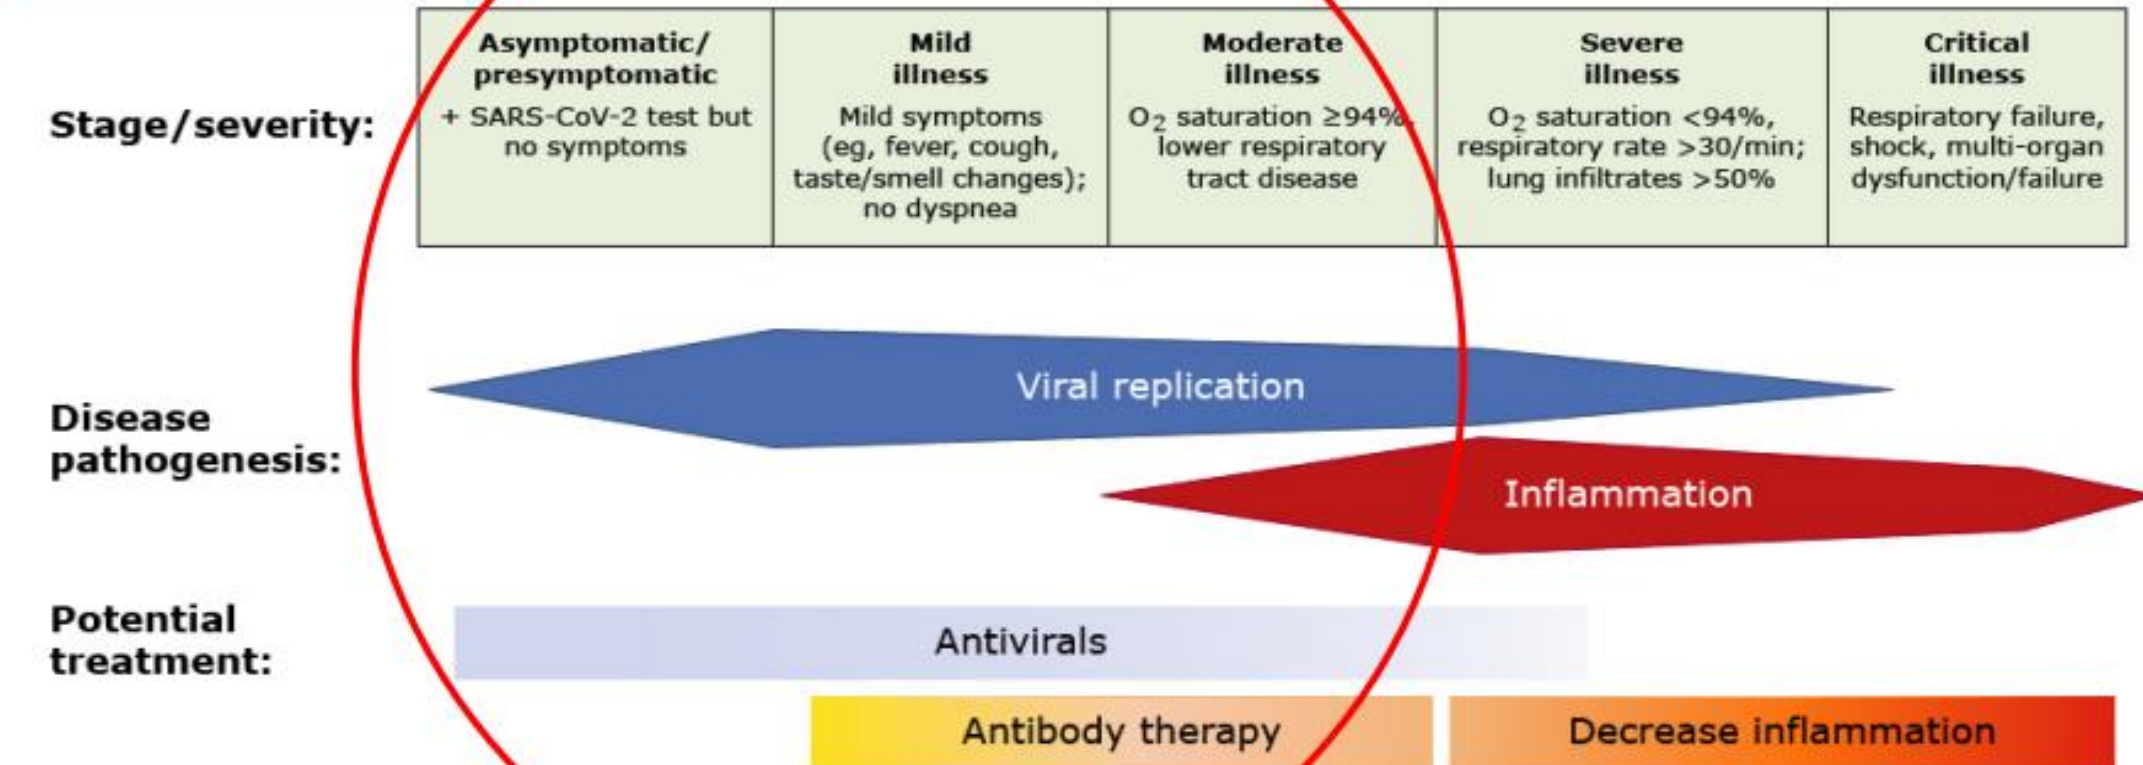 Stage/severity:
Asymptomatic/
presymptomatic
+ SARS-CoV-2 test but
no symptoms
Mild
illness
Mild symptoms
(eg, fever, cough,
taste/smell changes);
no dyspnea
Moderate
illness
O₂ saturation ≥94%,
lower respiratory
tract disease
Severe
illness
O₂ saturation <94%,
respiratory rate >30/min;
lung infiltrates >50%
Critical
illness
Respiratory failure,
shock, multi-organ
dysfunction/failure
Disease
pathogenesis:
Viral replication
Inflammation
Potential
treatment:
Antivirals
Antibody therapy
Decrease inflammation